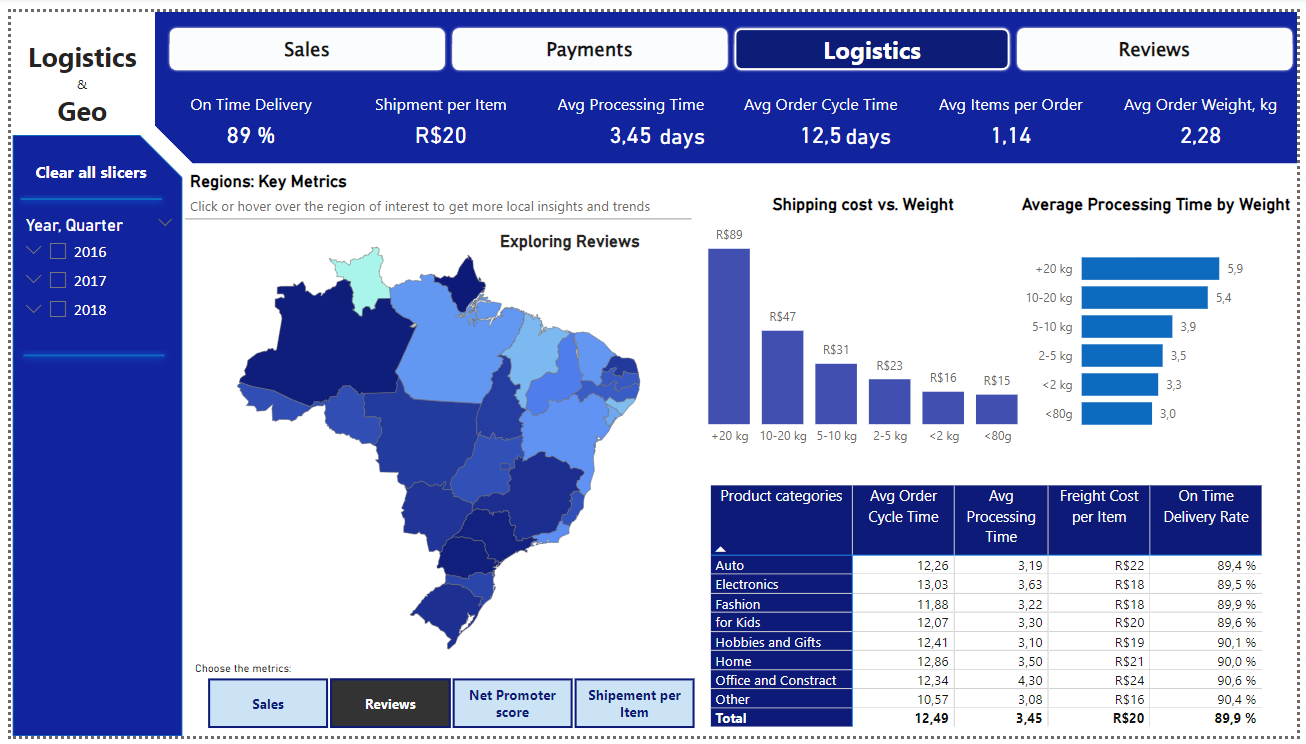 Logistics
&
Geo
Sales
Payments
Logistics
Reviews
On Time Delivery
89 %
Shipment per Item
R$20
Avg Processing Time
3,45 days
Avg Order Cycle Time
12,5 days
Avg Items per Order
1,14
Avg Order Weight, kg
2,28
Clear all slicers
Year, Quarter
2016
2017
2018
Regions: Key Metrics
Click or hover over the region of interest to get more local insights and trends
Exploring Reviews
Choose the metrics:
Sales
Reviews
Net Promoter
score
Shipement per
Item
Shipping cost vs. Weight
R$89
R$47
R$31
R$23
R$16
R$15
+20 kg
10-20 kg
5-10 kg
2-5 kg
<2 kg
<80g
Average Processing Time by Weight
+20 kg 5,9
10-20 kg 5,4
5-10 kg 3,9
2-5 kg 3,5
<2 kg 3,3
<80g 3,0
Product categories
Avg Order
Cycle Time
Avg
Processing
Time
Freight Cost
per Item
On Time
Delivery Rate
Auto 12,26 3,19 R$22 89,4 %
Electronics 13,03 3,63 R$18 89,5 %
Fashion 11,88 3,22 R$18 89,9 %
for Kids 12,07 3,30 R$20 89,6 %
Hobbies and Gifts 12,41 3,10 R$19 90,1 %
Home 12,86 3,50 R$21 90,0 %
Office and Constract 12,34 4,30 R$24 90,6 %
Other 10,57 3,08 R$16 90,4 %
Total 12,49 3,45 R$20 89,9 %